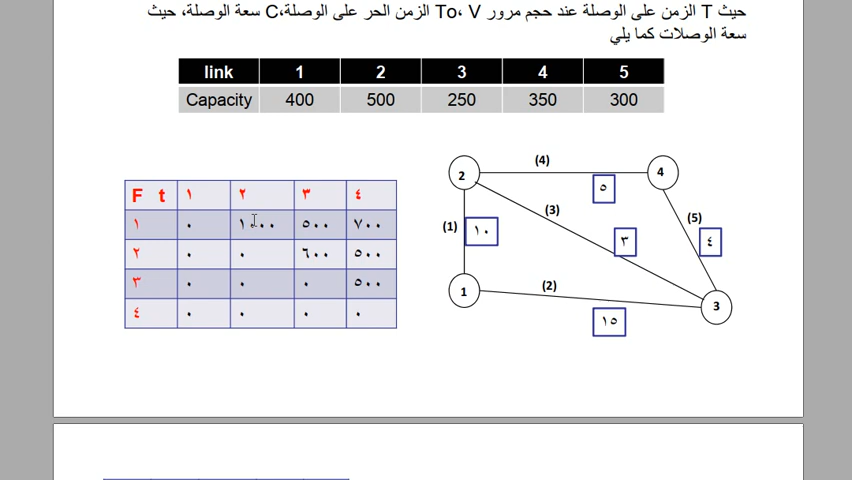 حيث T الزمن على الوصلة عند حجم مرور V ،To الزمن الحر على الوصلة،C سعة الوصلة، حيث
سعة الوصلات كما يلي
link 1 2 3 4 5
Capacity 400 500 250 350 300
F t ١ ٢ ٣ ٤
١ ٠ ١٠٠٠ ٥٠٠ ٧٠٠
٢ ٠ ٠ ٦٠٠ ٥٠٠
٣ ٠ ٠ ٠ ٥٠٠
٤ ٠ ٠ ٠ ٠
(4)
2 4
٥
(3)
(5)
(1) ١٠
٣ ٤
1 (2)
3
١٥